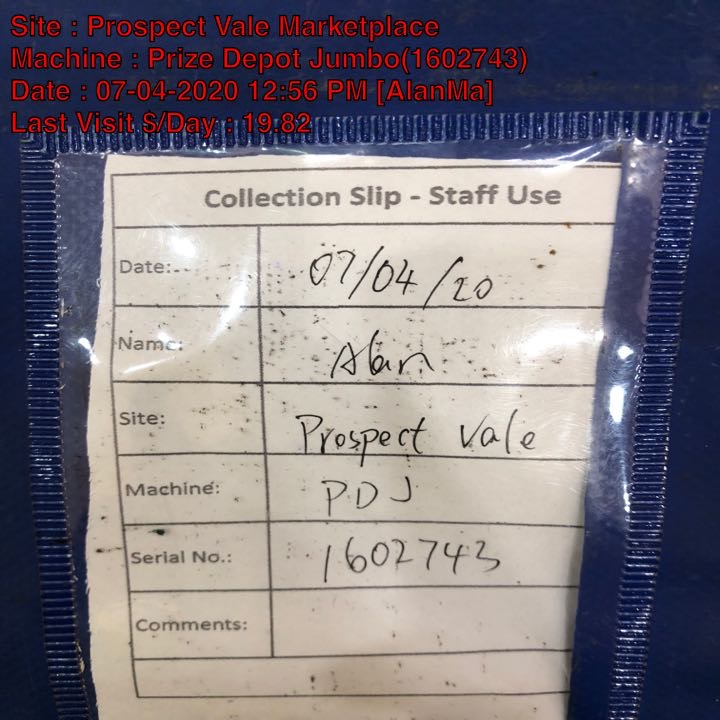 Site : Prospect Vale Marketplace
Machine : Prize Depot Jumbo(1602743)
Date : 07-04-2020 12:56 PM [AlanMa]
Last Visit $/Day : 19.82
Collection Slip - Staff Use
Date: 07/04/20
Name: Alan
Site: Prospect Vale
Machine: PDJ
Serial No.: 1602743
Comments: